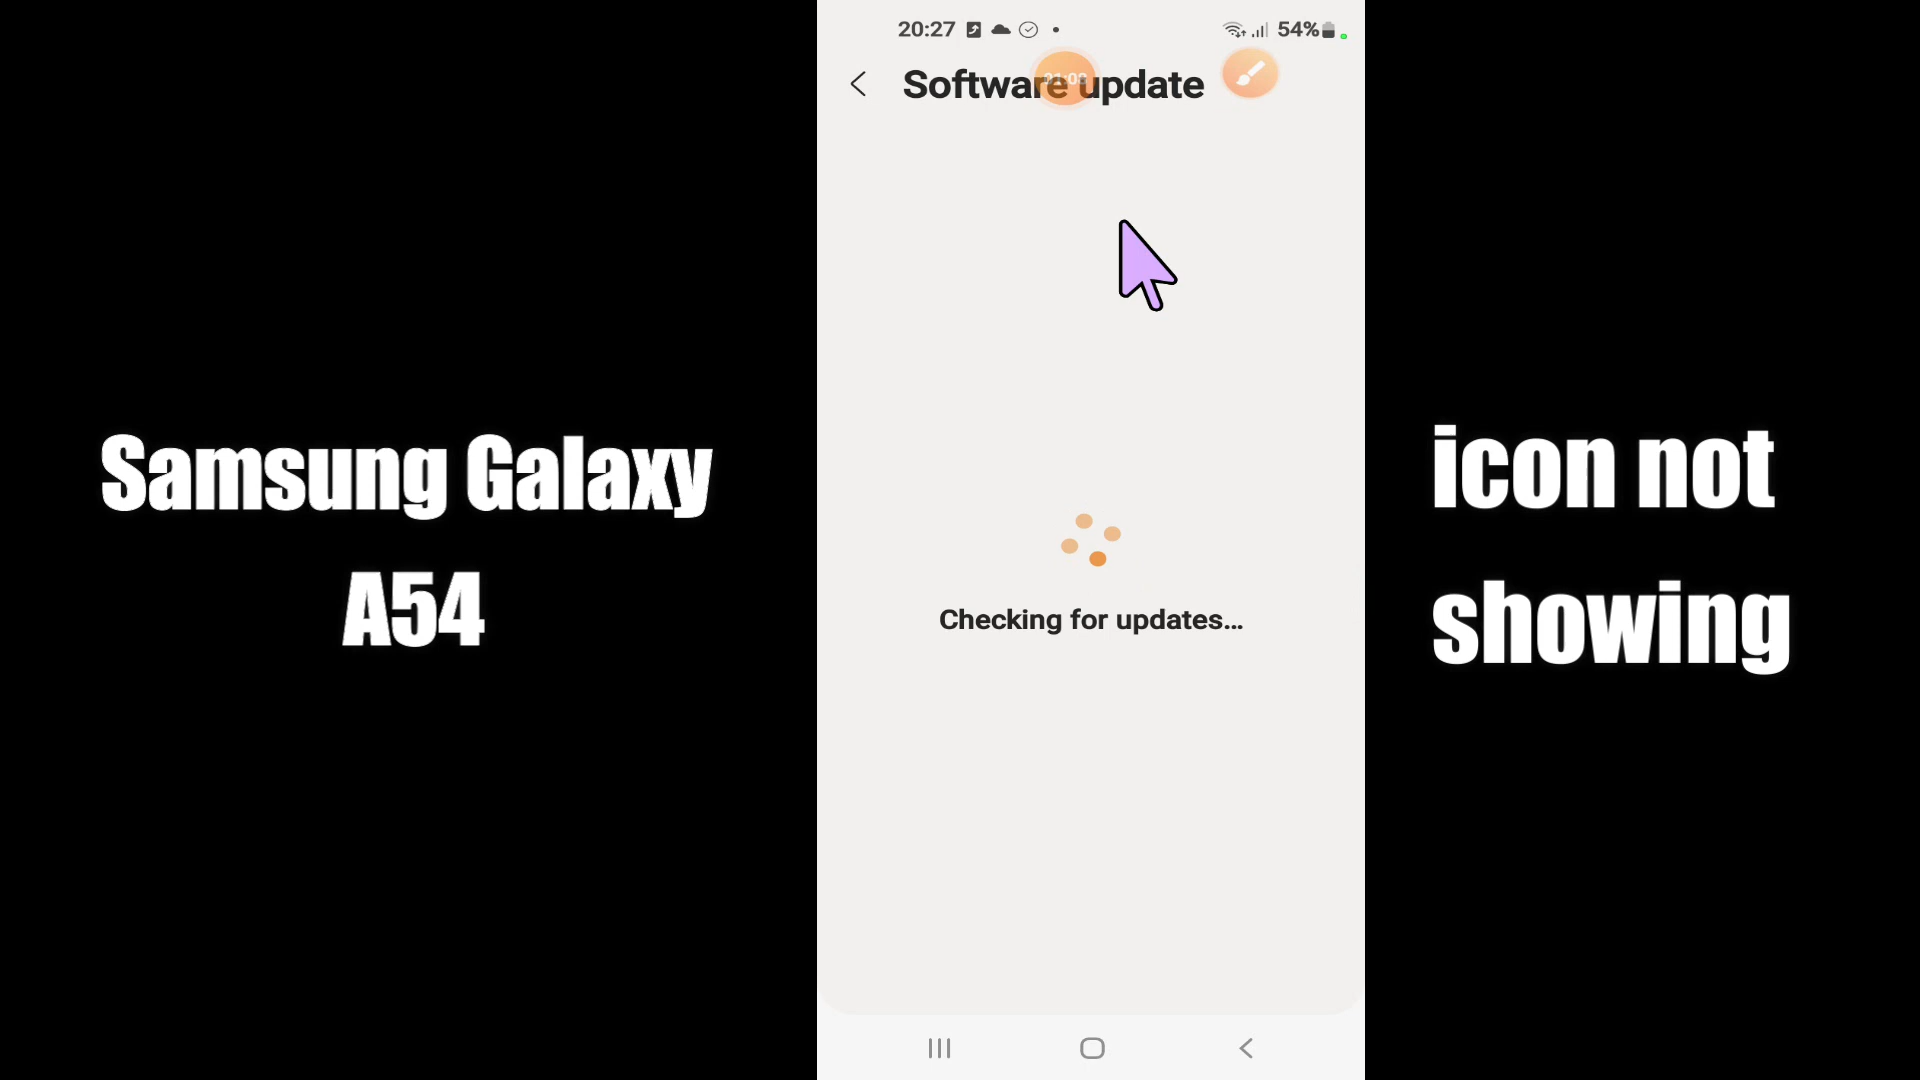 20:27
54%
Software update
Samsung Galaxy
A54
Checking for updates...
icon not
showing